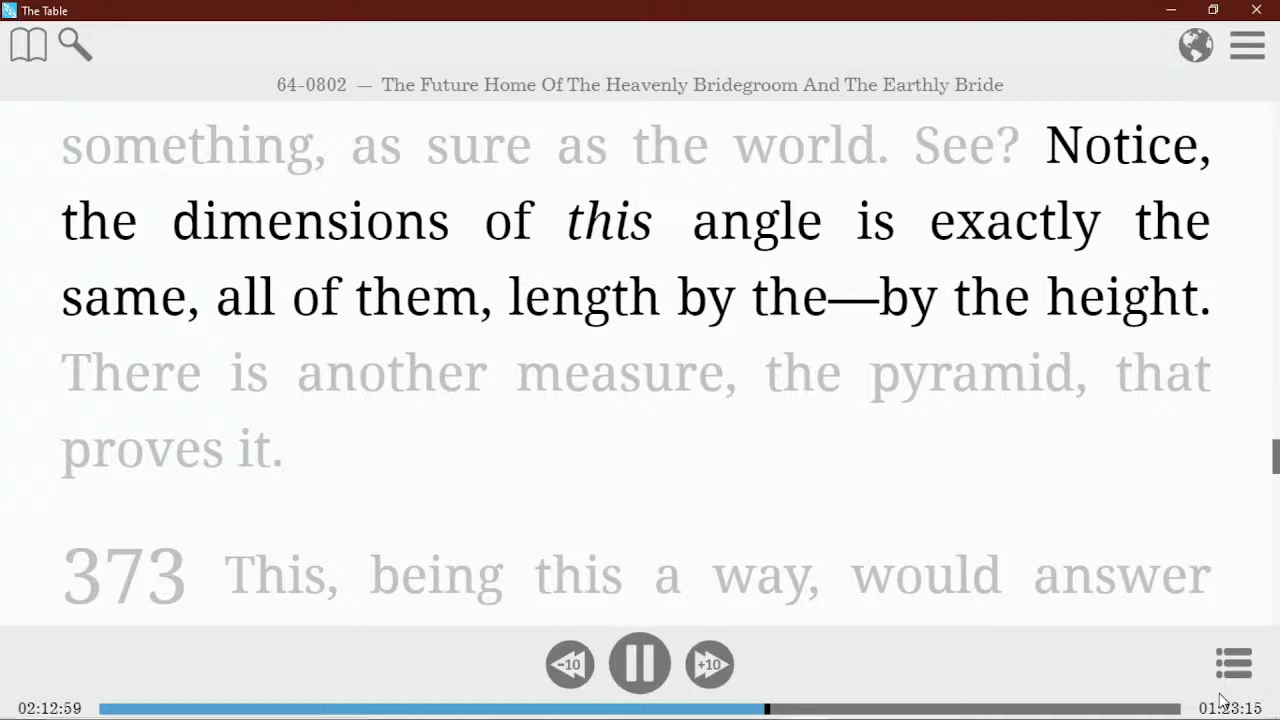 The Table
64-0802 — The Future Home Of The Heavenly Bridegroom And The Earthly Bride
something, as sure as the world. See? Notice,
the dimensions of this angle is exactly the
same, all of them, length by the—by the height.
There is another measure, the pyramid, that
proves it.
373 This, being this a way, would answer
-10 +10
02:12:59 01:23:15